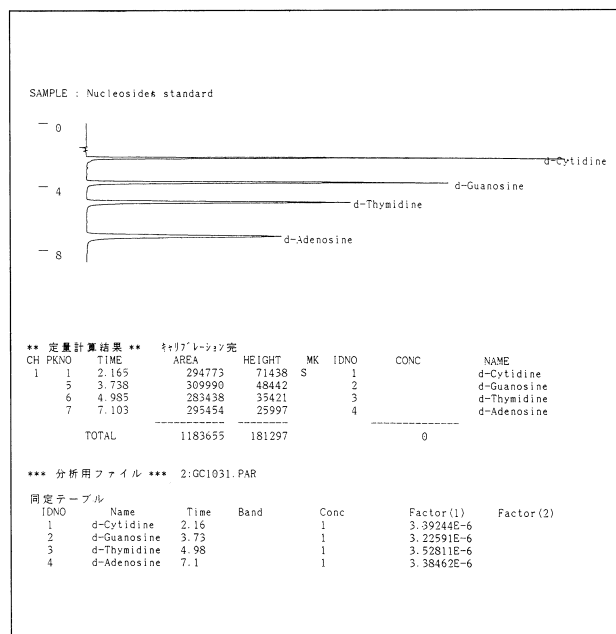 SAMPLE : Nucleosides standard
0
d-Cytidine
4
d-Guanosine
d-Thymidine
d-Adenosine
8
** 定量計算結果 ** ｷｬﾘﾌﾞﾚｰｼｮﾝ完
CH PKNO TIME AREA HEIGHT MK IDNO CONC NAME
1 1 2.165 294773 71438 S 1 d-Cytidine
5 3.738 309990 48442 2 d-Guanosine
6 4.985 283438 35421 3 d-Thymidine
7 7.103 295454 25997 4 d-Adenosine
TOTAL 1183655 181297 0
*** 分析用ファイル *** 2:GC1031.PAR
同定テーブル
IDNO Name Time Band Conc Factor(1) Factor(2)
1 d-Cytidine 2.16 1 3.39244E-6
2 d-Guanosine 3.73 1 3.22591E-6
3 d-Thymidine 4.98 1 3.52811E-6
4 d-Adenosine 7.1 1 3.38462E-6